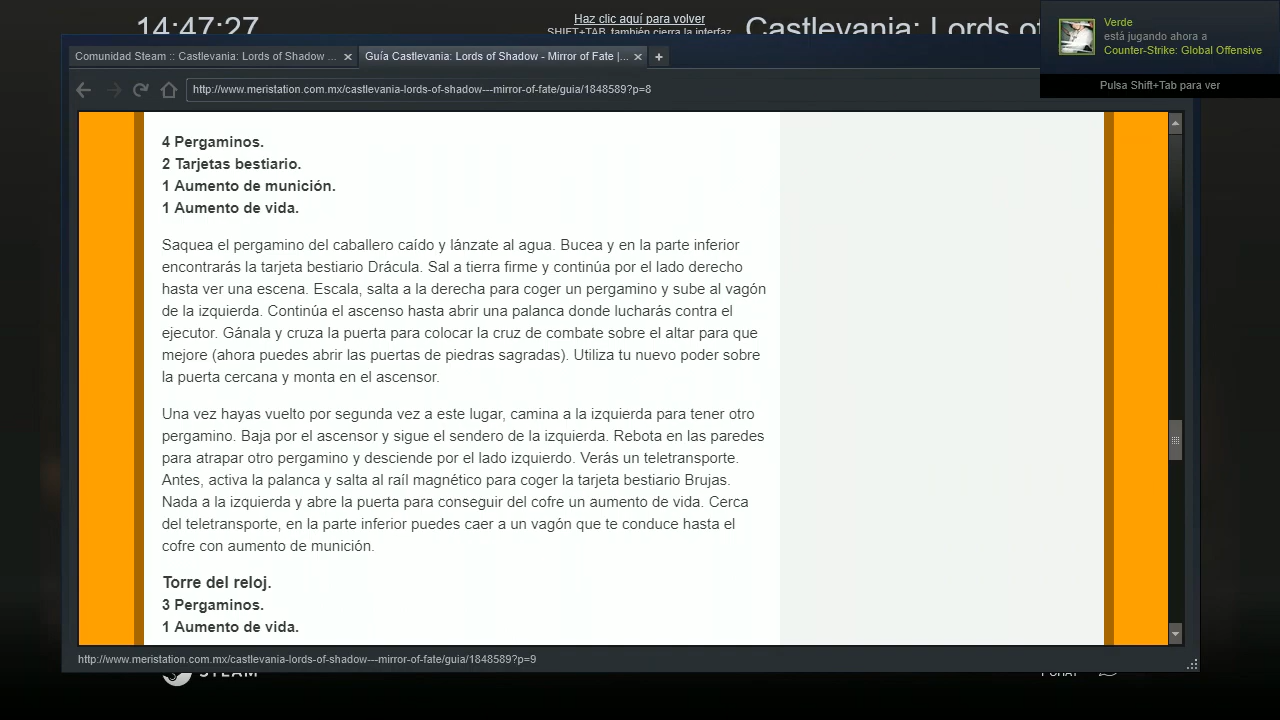 14:47:27
Haz clic aquí para volver
SHIFT+TAB también cierra la interfaz
Castlevania: Lords of
Verde
está jugando ahora a
Counter-Strike: Global Offensive
Pulsa Shift+Tab para ver
Comunidad Steam :: Castlevania: Lords of Shadow ...
Guía Castlevania: Lords of Shadow - Mirror of Fate |...
http://www.meristation.com.mx/castlevania-lords-of-shadow---mirror-of-fate/guia/1848589?p=8
4 Pergaminos.
2 Tarjetas bestiario.
1 Aumento de munición.
1 Aumento de vida.
Saquea el pergamino del caballero caído y lánzate al agua. Bucea y en la parte inferior
encontrarás la tarjeta bestiario Drácula. Sal a tierra firme y continúa por el lado derecho
hasta ver una escena. Escala, salta a la derecha para coger un pergamino y sube al vagón
de la izquierda. Continúa el ascenso hasta abrir una palanca donde lucharás contra el
ejecutor. Gánala y cruza la puerta para colocar la cruz de combate sobre el altar para que
mejore (ahora puedes abrir las puertas de piedras sagradas). Utiliza tu nuevo poder sobre
la puerta cercana y monta en el ascensor.
Una vez hayas vuelto por segunda vez a este lugar, camina a la izquierda para tener otro
pergamino. Baja por el ascensor y sigue el sendero de la izquierda. Rebota en las paredes
para atrapar otro pergamino y desciende por el lado izquierdo. Verás un teletransporte.
Antes, activa la palanca y salta al raíl magnético para coger la tarjeta bestiario Brujas.
Nada a la izquierda y abre la puerta para conseguir del cofre un aumento de vida. Cerca
del teletransporte, en la parte inferior puedes caer a un vagón que te conduce hasta el
cofre con aumento de munición.
Torre del reloj.
3 Pergaminos.
1 Aumento de vida.
http://www.meristation.com.mx/castlevania-lords-of-shadow---mirror-of-fate/guia/1848589?p=9
STEAM